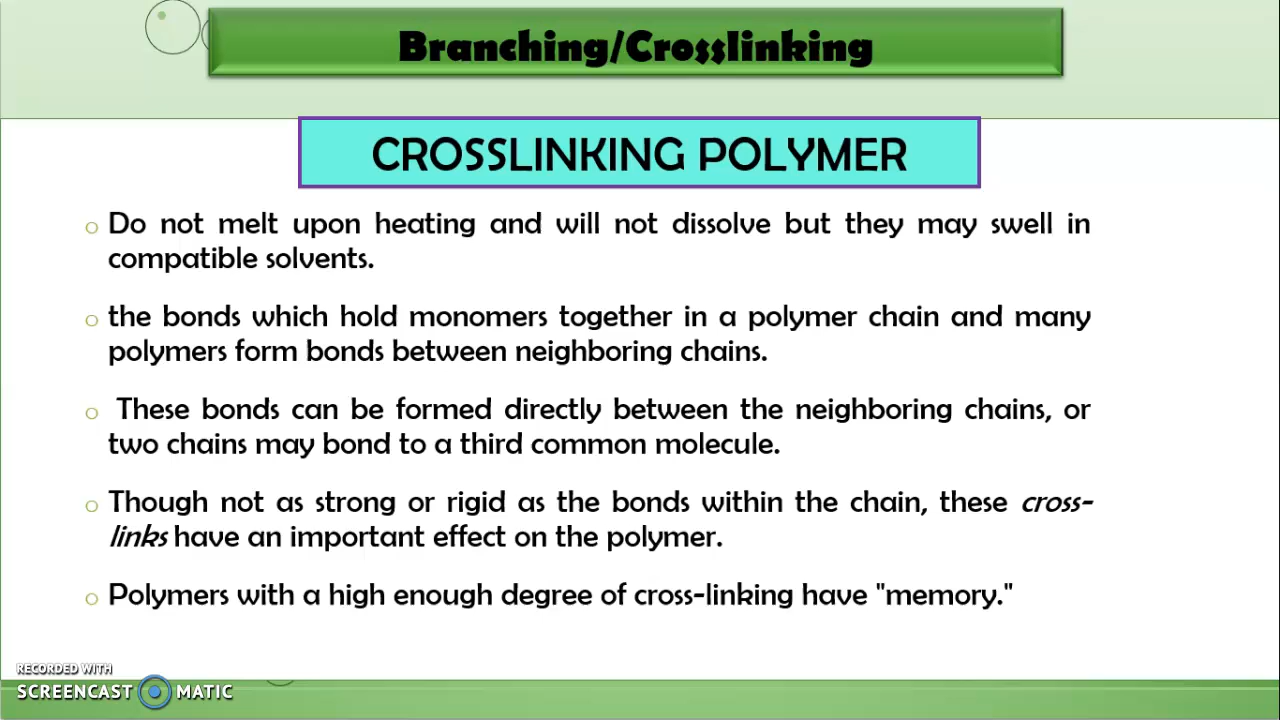 Branching/Crosslinking
CROSSLINKING POLYMER
o Do not melt upon heating and will not dissolve but they may swell in
compatible solvents.
o the bonds which hold monomers together in a polymer chain and many
polymers form bonds between neighboring chains.
o These bonds can be formed directly between the neighboring chains, or
two chains may bond to a third common molecule.
o Though not as strong or rigid as the bonds within the chain, these cross-
links have an important effect on the polymer.
o Polymers with a high enough degree of cross-linking have "memory."
RECORDED WITH
SCREENCAST MATIC